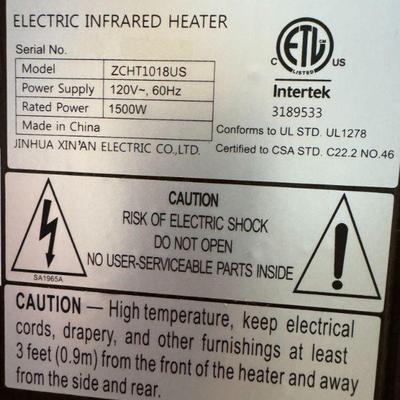 ELECTRIC INFRARED HEATER
Serial No.
Model ZCHT1018US
Power Supply 120V~, 60Hz
Rated Power 1500W
Made in China
JINHUA XIN'AN ELECTRIC CO.,LTD.
ETL
CM
C US
LISTED
Intertek
3189533
Conforms to UL STD. UL1278
Certified to CSA STD. C22.2 NO.46
CAUTION
RISK OF ELECTRIC SHOCK
DO NOT OPEN
NO USER-SERVICEABLE PARTS INSIDE
SA1965A
!
CAUTION — High temperature, keep electrical
cords, drapery, and other furnishings at least
3 feet (0.9m) from the front of the heater and away
from the side and rear.